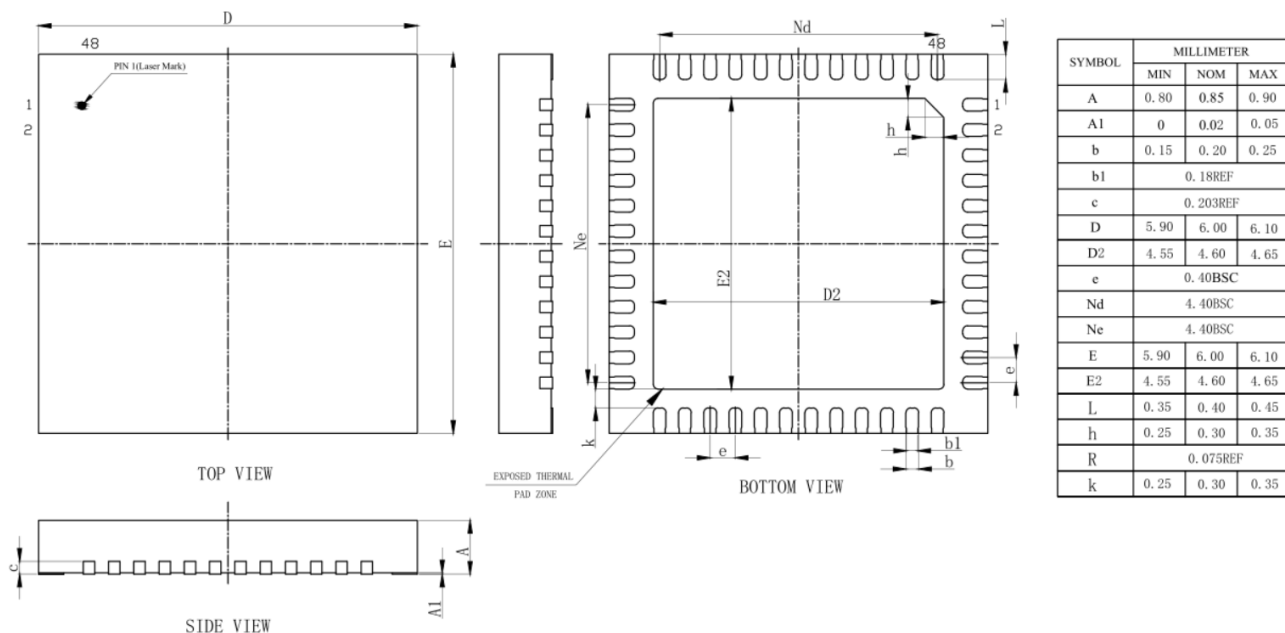 D
48
PIN 1(Laser Mark)
1
2
E
TOP VIEW
c
A
A1
SIDE VIEW
Nd
48
L
1
2
h
h
Ne
E2
D2
e
k
e
b1
b
EXPOSED THERMAL
PAD ZONE
BOTTOM VIEW
SYMBOL MILLIMETER
MIN NOM MAX
A 0.80 0.85 0.90
A1 0 0.02 0.05
b 0.15 0.20 0.25
b1 0.18REF
c 0.203REF
D 5.90 6.00 6.10
D2 4.55 4.60 4.65
e 0.40BSC
Nd 4.40BSC
Ne 4.40BSC
E 5.90 6.00 6.10
E2 4.55 4.60 4.65
L 0.35 0.40 0.45
h 0.25 0.30 0.35
R 0.075REF
k 0.25 0.30 0.35